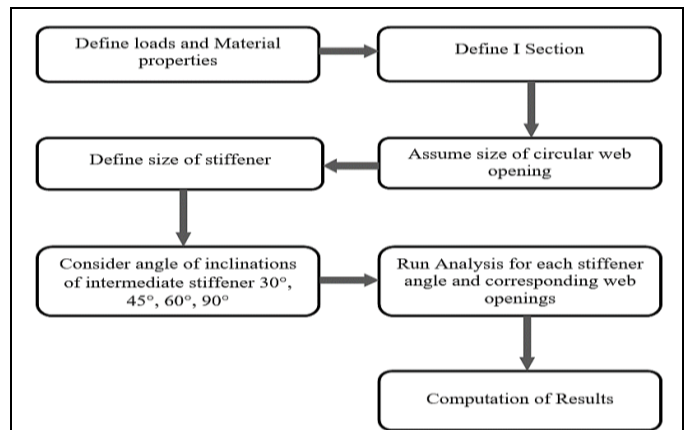 Define loads and Material
properties
Define I Section
Assume size of circular web
opening
Define size of stiffener
Consider angle of inclinations
of intermediate stiffener 30°,
45°, 60°, 90°
Run Analysis for each stiffener
angle and corresponding web
openings
Computation of Results